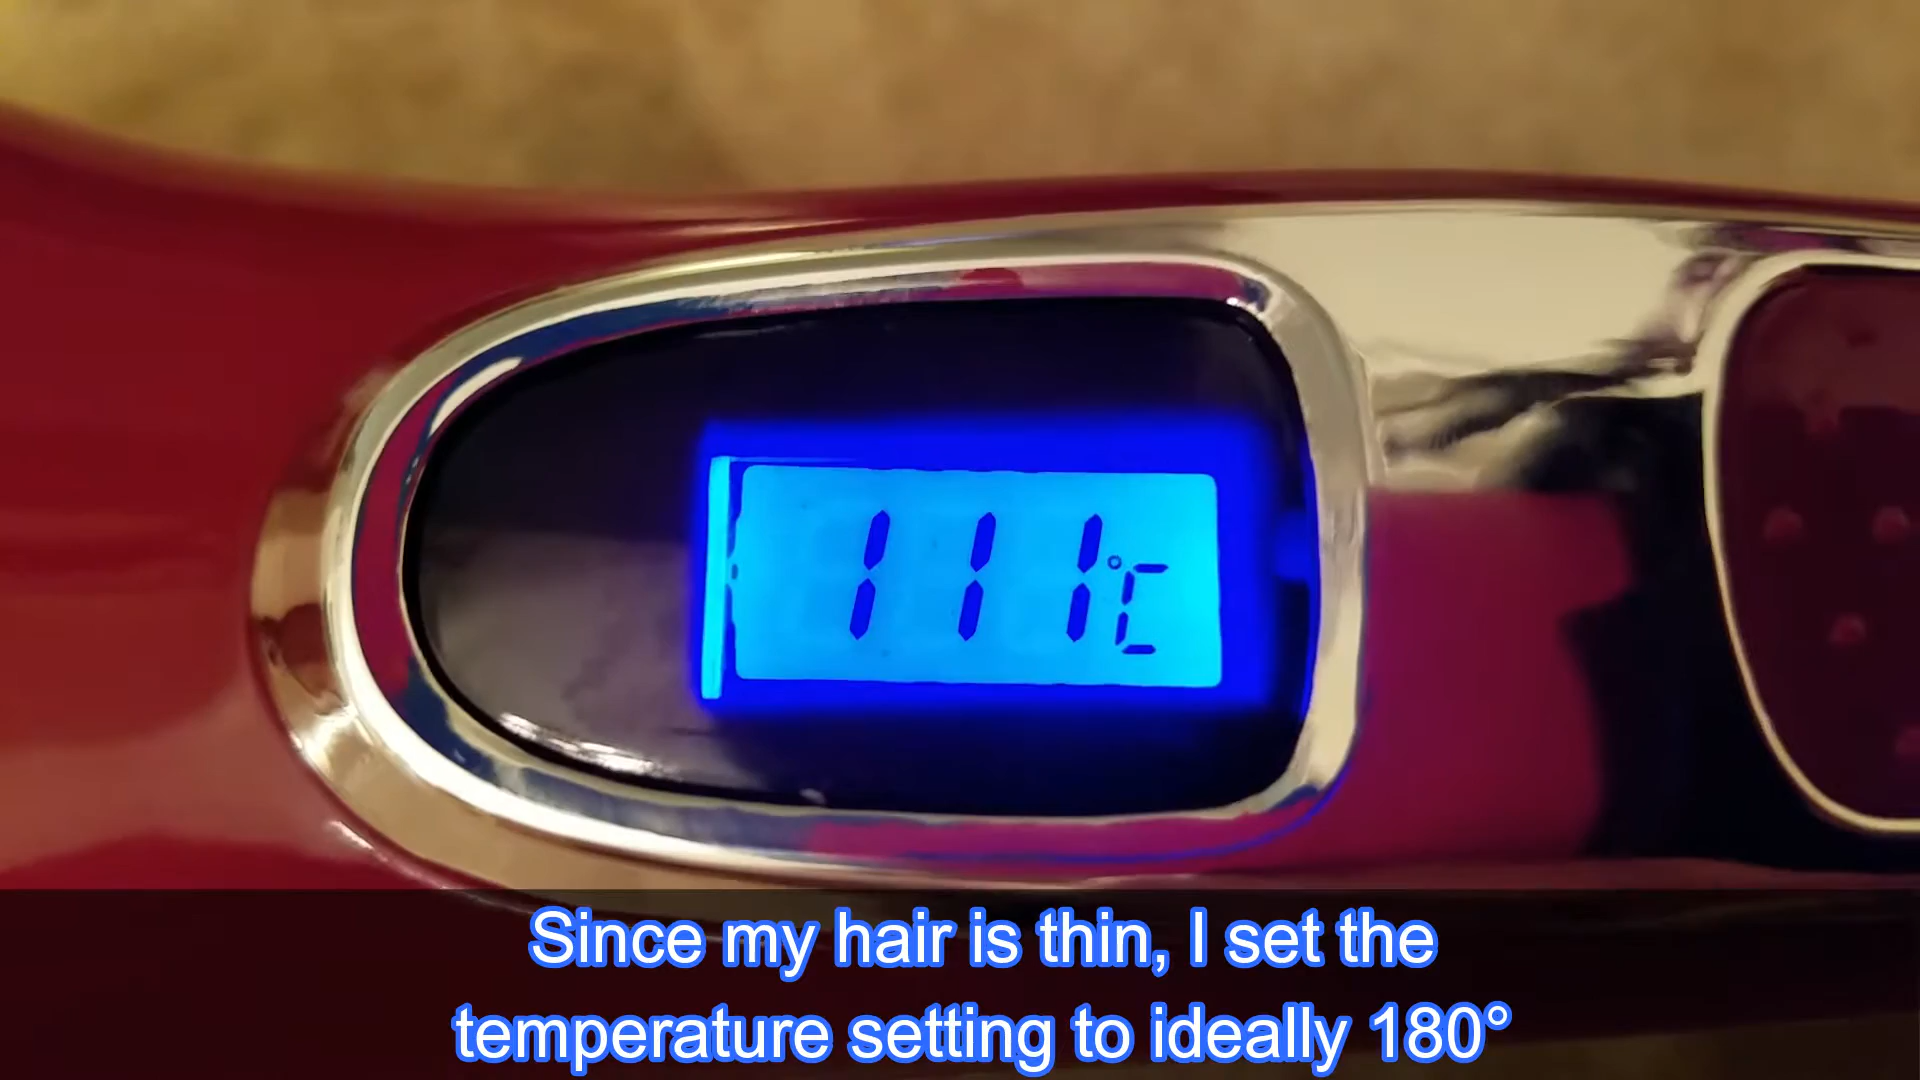 111°C
Since my hair is thin, I set the
temperature setting to ideally 180°